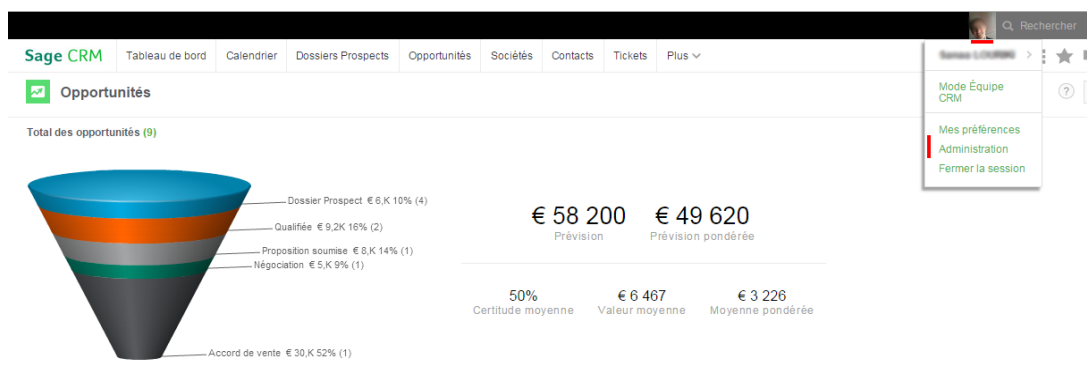 Rechercher
Sage CRM Tableau de bord Calendrier Dossiers Prospects Opportunités Sociétés Contacts Tickets Plus
Opportunités
Mode Équipe
CRM
?
Total des opportunités (9)
Mes préférences
Administration
Fermer la session
Dossier Prospect € 6,K 10% (4)
Qualifiée € 9,2K 16% (2)
Proposition soumise € 8,K 14% (1)
Négociation € 5,K 9% (1)
Accord de vente € 30,K 52% (1)
€ 58 200 € 49 620
Prévision Prévision pondérée
50% € 6 467 € 3 226
Certitude moyenne Valeur moyenne Moyenne pondérée